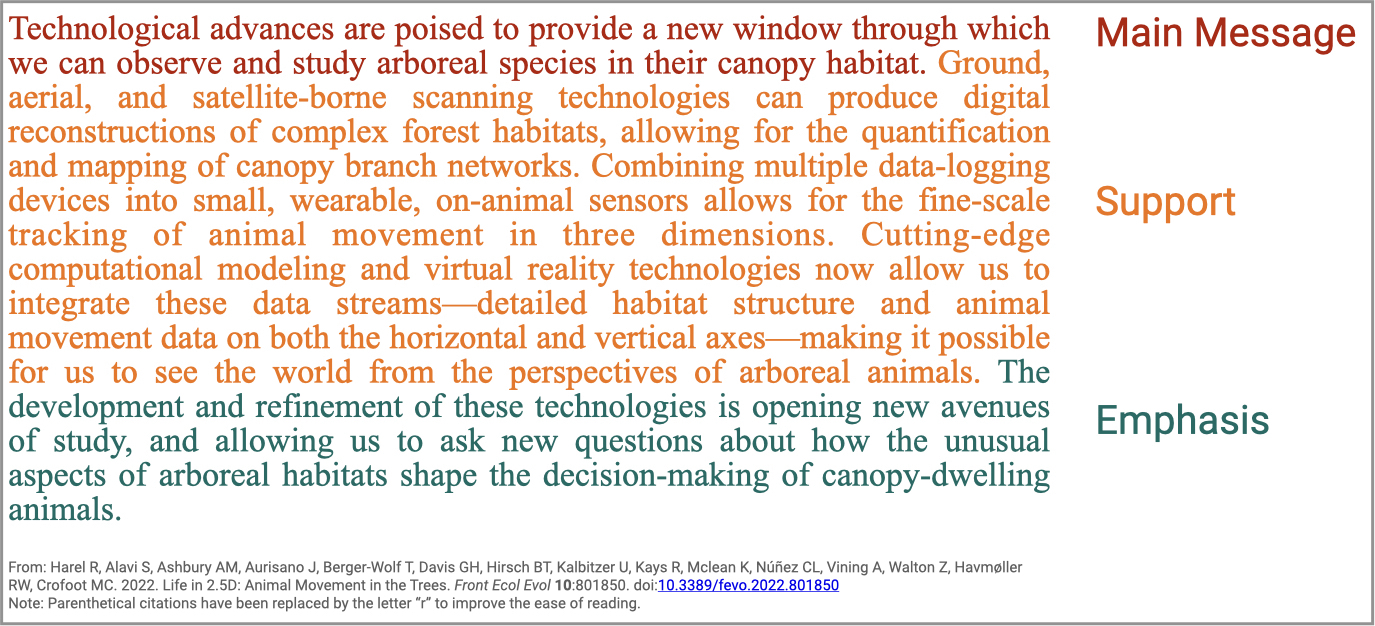 Technological advances are poised to provide a new window through which
we can observe and study arboreal species in their canopy habitat. Ground,
aerial, and satellite-borne scanning technologies can produce digital
reconstructions of complex forest habitats, allowing for the quantification
and mapping of canopy branch networks. Combining multiple data-logging
devices into small, wearable, on-animal sensors allows for the fine-scale
tracking of animal movement in three dimensions. Cutting-edge
computational modeling and virtual reality technologies now allow us to
integrate these data streams—detailed habitat structure and animal
movement data on both the horizontal and vertical axes—making it possible
for us to see the world from the perspectives of arboreal animals. The
development and refinement of these technologies is opening new avenues
of study, and allowing us to ask new questions about how the unusual
aspects of arboreal habitats shape the decision-making of canopy-dwelling
animals.
Main Message
Support
Emphasis
From: Harel R, Alavi S, Ashbury AM, Aurisano J, Berger-Wolf T, Davis GH, Hirsch BT, Kalbitzer U, Kays R, Mclean K, Núñez CL, Vining A, Walton Z, Havmøller
RW, Crofoot MC. 2022. Life in 2.5D: Animal Movement in the Trees. Front Ecol Evol 10:801850. doi:10.3389/fevo.2022.801850
Note: Parenthetical citations have been replaced by the letter “r” to improve the ease of reading.